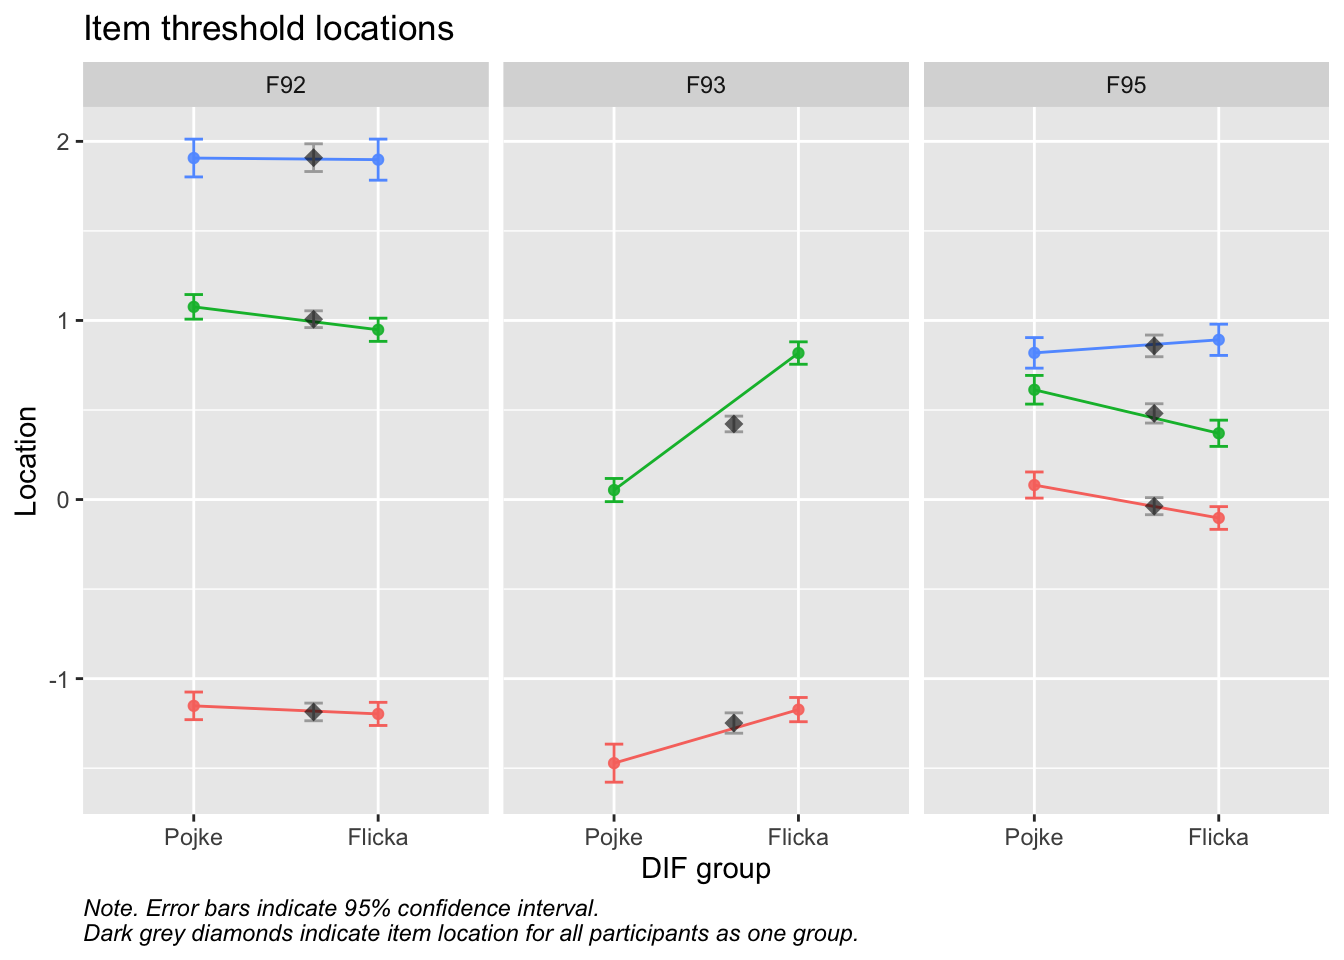 Item threshold locations
F92
F93
F95
Location
2
1
0
-1
Pojke
Flicka
Pojke
Flicka
Pojke
Flicka
DIF group
Note. Error bars indicate 95% confidence interval.
Dark grey diamonds indicate item location for all participants as one group.